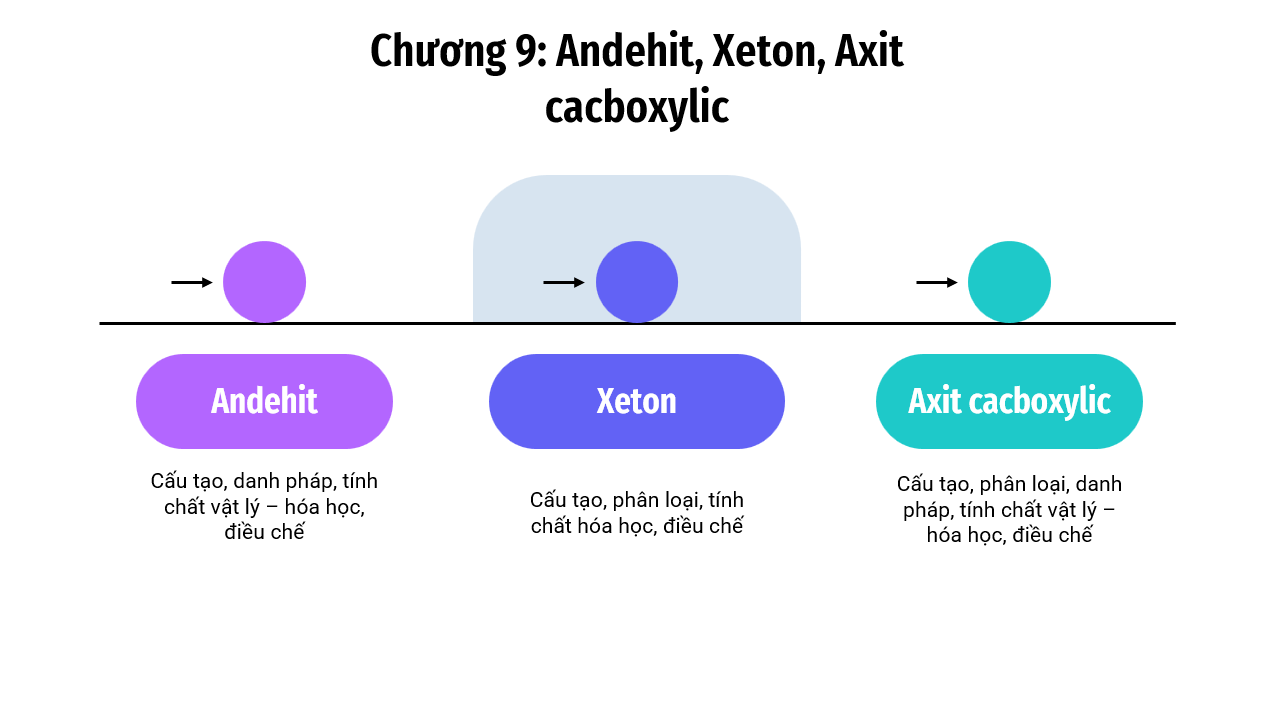 Chương 9: Andehit, Xeton, Axit
cacboxylic
Andehit
Xeton
Axit cacboxylic
Cấu tạo, danh pháp, tính
chất vật lý – hóa học,
điều chế
Cấu tạo, phân loại, tính
chất hóa học, điều chế
Cấu tạo, phân loại, danh
pháp, tính chất vật lý –
hóa học, điều chế